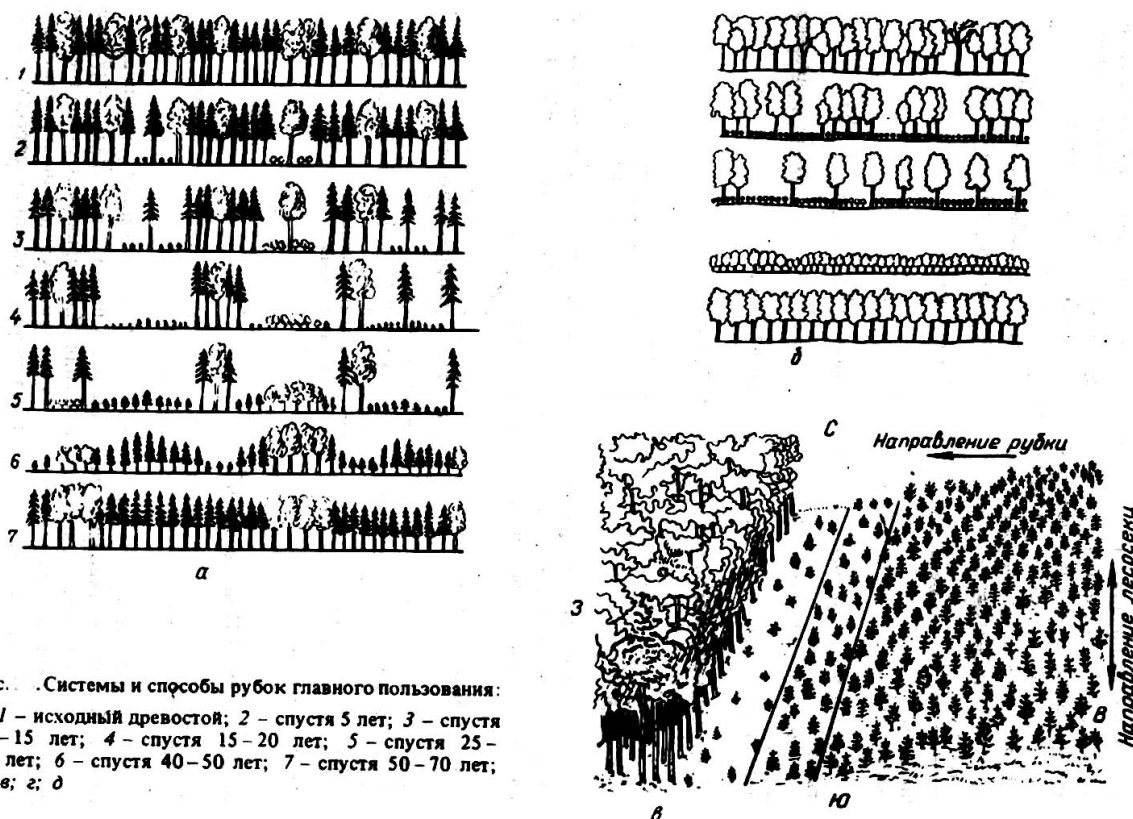 1
2
3
4
5
6
7
а
б
С
Направление рубки
З
Направление лесосеки
В
Ю
в
с. . Системы и способы рубок главного пользования:
1 – исходный древостой; 2 – спустя 5 лет; 3 – спустя
–15 лет; 4 – спустя 15–20 лет; 5 – спустя 25–
лет; 6 – спустя 40–50 лет; 7 – спустя 50–70 лет;
в; г; д